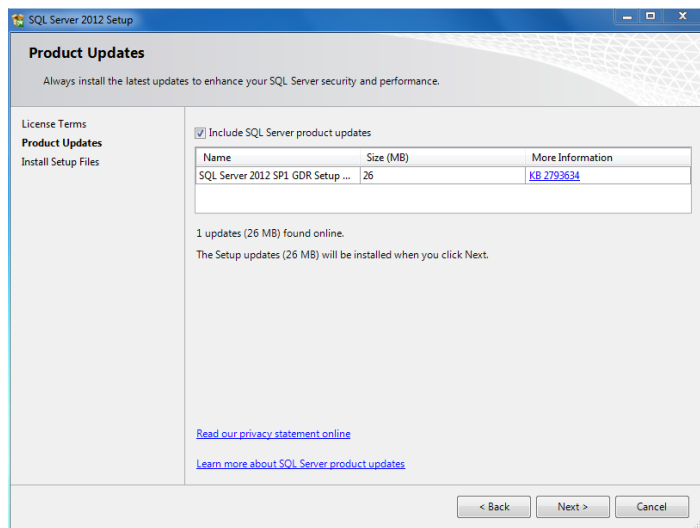 SQL Server 2012 Setup
Product Updates
Always install the latest updates to enhance your SQL Server security and performance.
License Terms
Product Updates
Install Setup Files
Include SQL Server product updates
Name Size (MB) More Information
SQL Server 2012 SP1 GDR Setup ... 26 KB 2793634
1 updates (26 MB) found online.
The Setup updates (26 MB) will be installed when you click Next.
Read our privacy statement online
Learn more about SQL Server product updates
< Back Next > Cancel